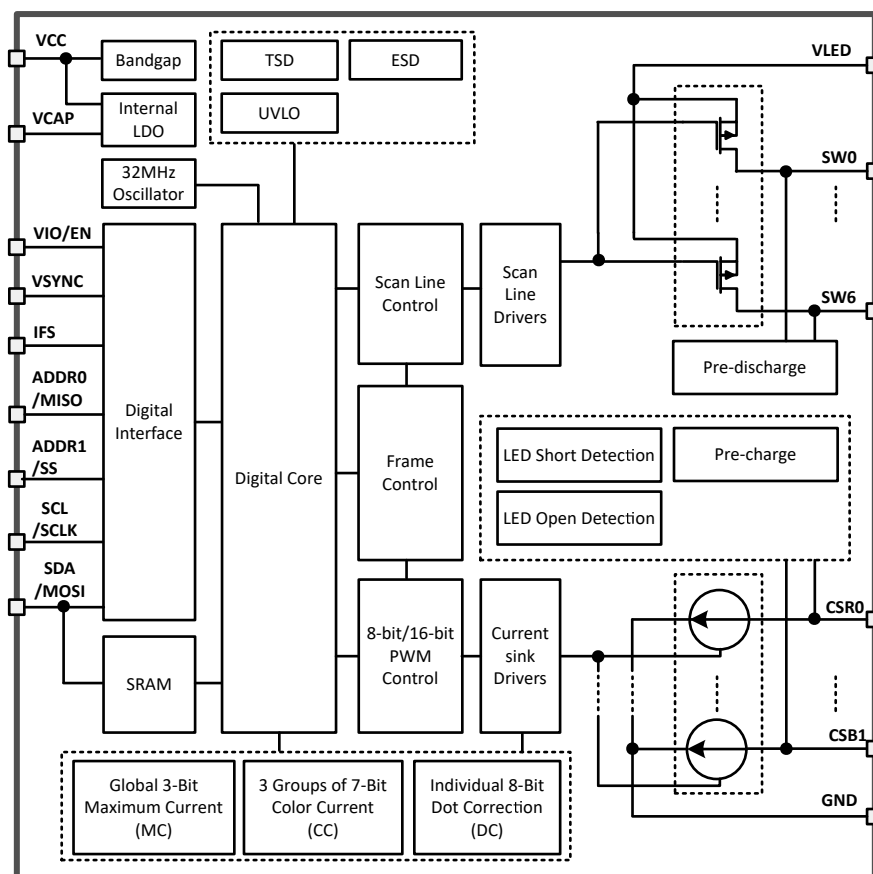 VCC
Bandgap
TSD
ESD
VLED
VCAP
Internal
LDO
UVLO
32MHz
Oscillator
SW0
VIO/EN
VSYNC
IFS
ADDR0
/MISO
ADDR1
/SS
SCL
/SCLK
SDA
/MOSI
Digital
Interface
SRAM
Digital Core
Scan Line
Control
Scan
Line
Drivers
SW6
Pre-discharge
Frame
Control
LED Short Detection
Pre-charge
LED Open Detection
8-bit/16-bit
PWM
Control
Current
sink
Drivers
CSR0
CSB1
GND
Global 3-Bit
Maximum Current
(MC)
3 Groups of 7-Bit
Color Current
(CC)
Individual 8-Bit
Dot Correction
(DC)